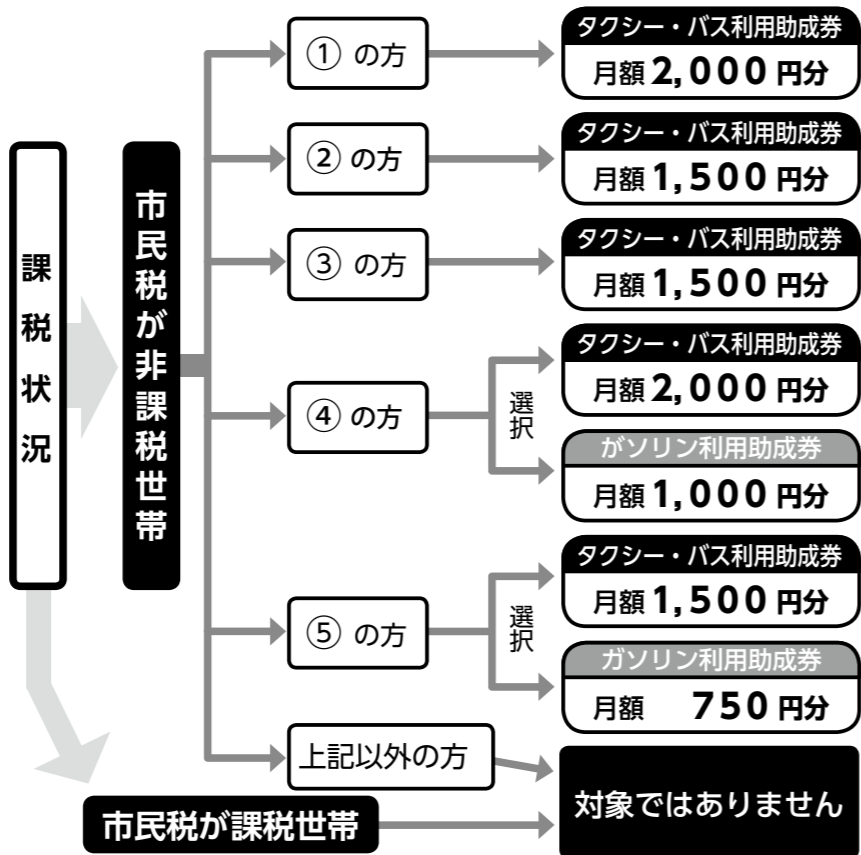 課税状況
市民税が非課税世帯
① の方
タクシー・バス利用助成券
月額 2,000 円分
② の方
タクシー・バス利用助成券
月額 1,500 円分
③ の方
タクシー・バス利用助成券
月額 1,500 円分
④ の方
選択
タクシー・バス利用助成券
月額 2,000 円分
がソリン利用助成券
月額 1,000 円分
⑤ の方
選択
タクシー・バス利用助成券
月額 1,500 円分
ガソリン利用助成券
月額 750 円分
上記以外の方
市民税が課税世帯
対象ではありません